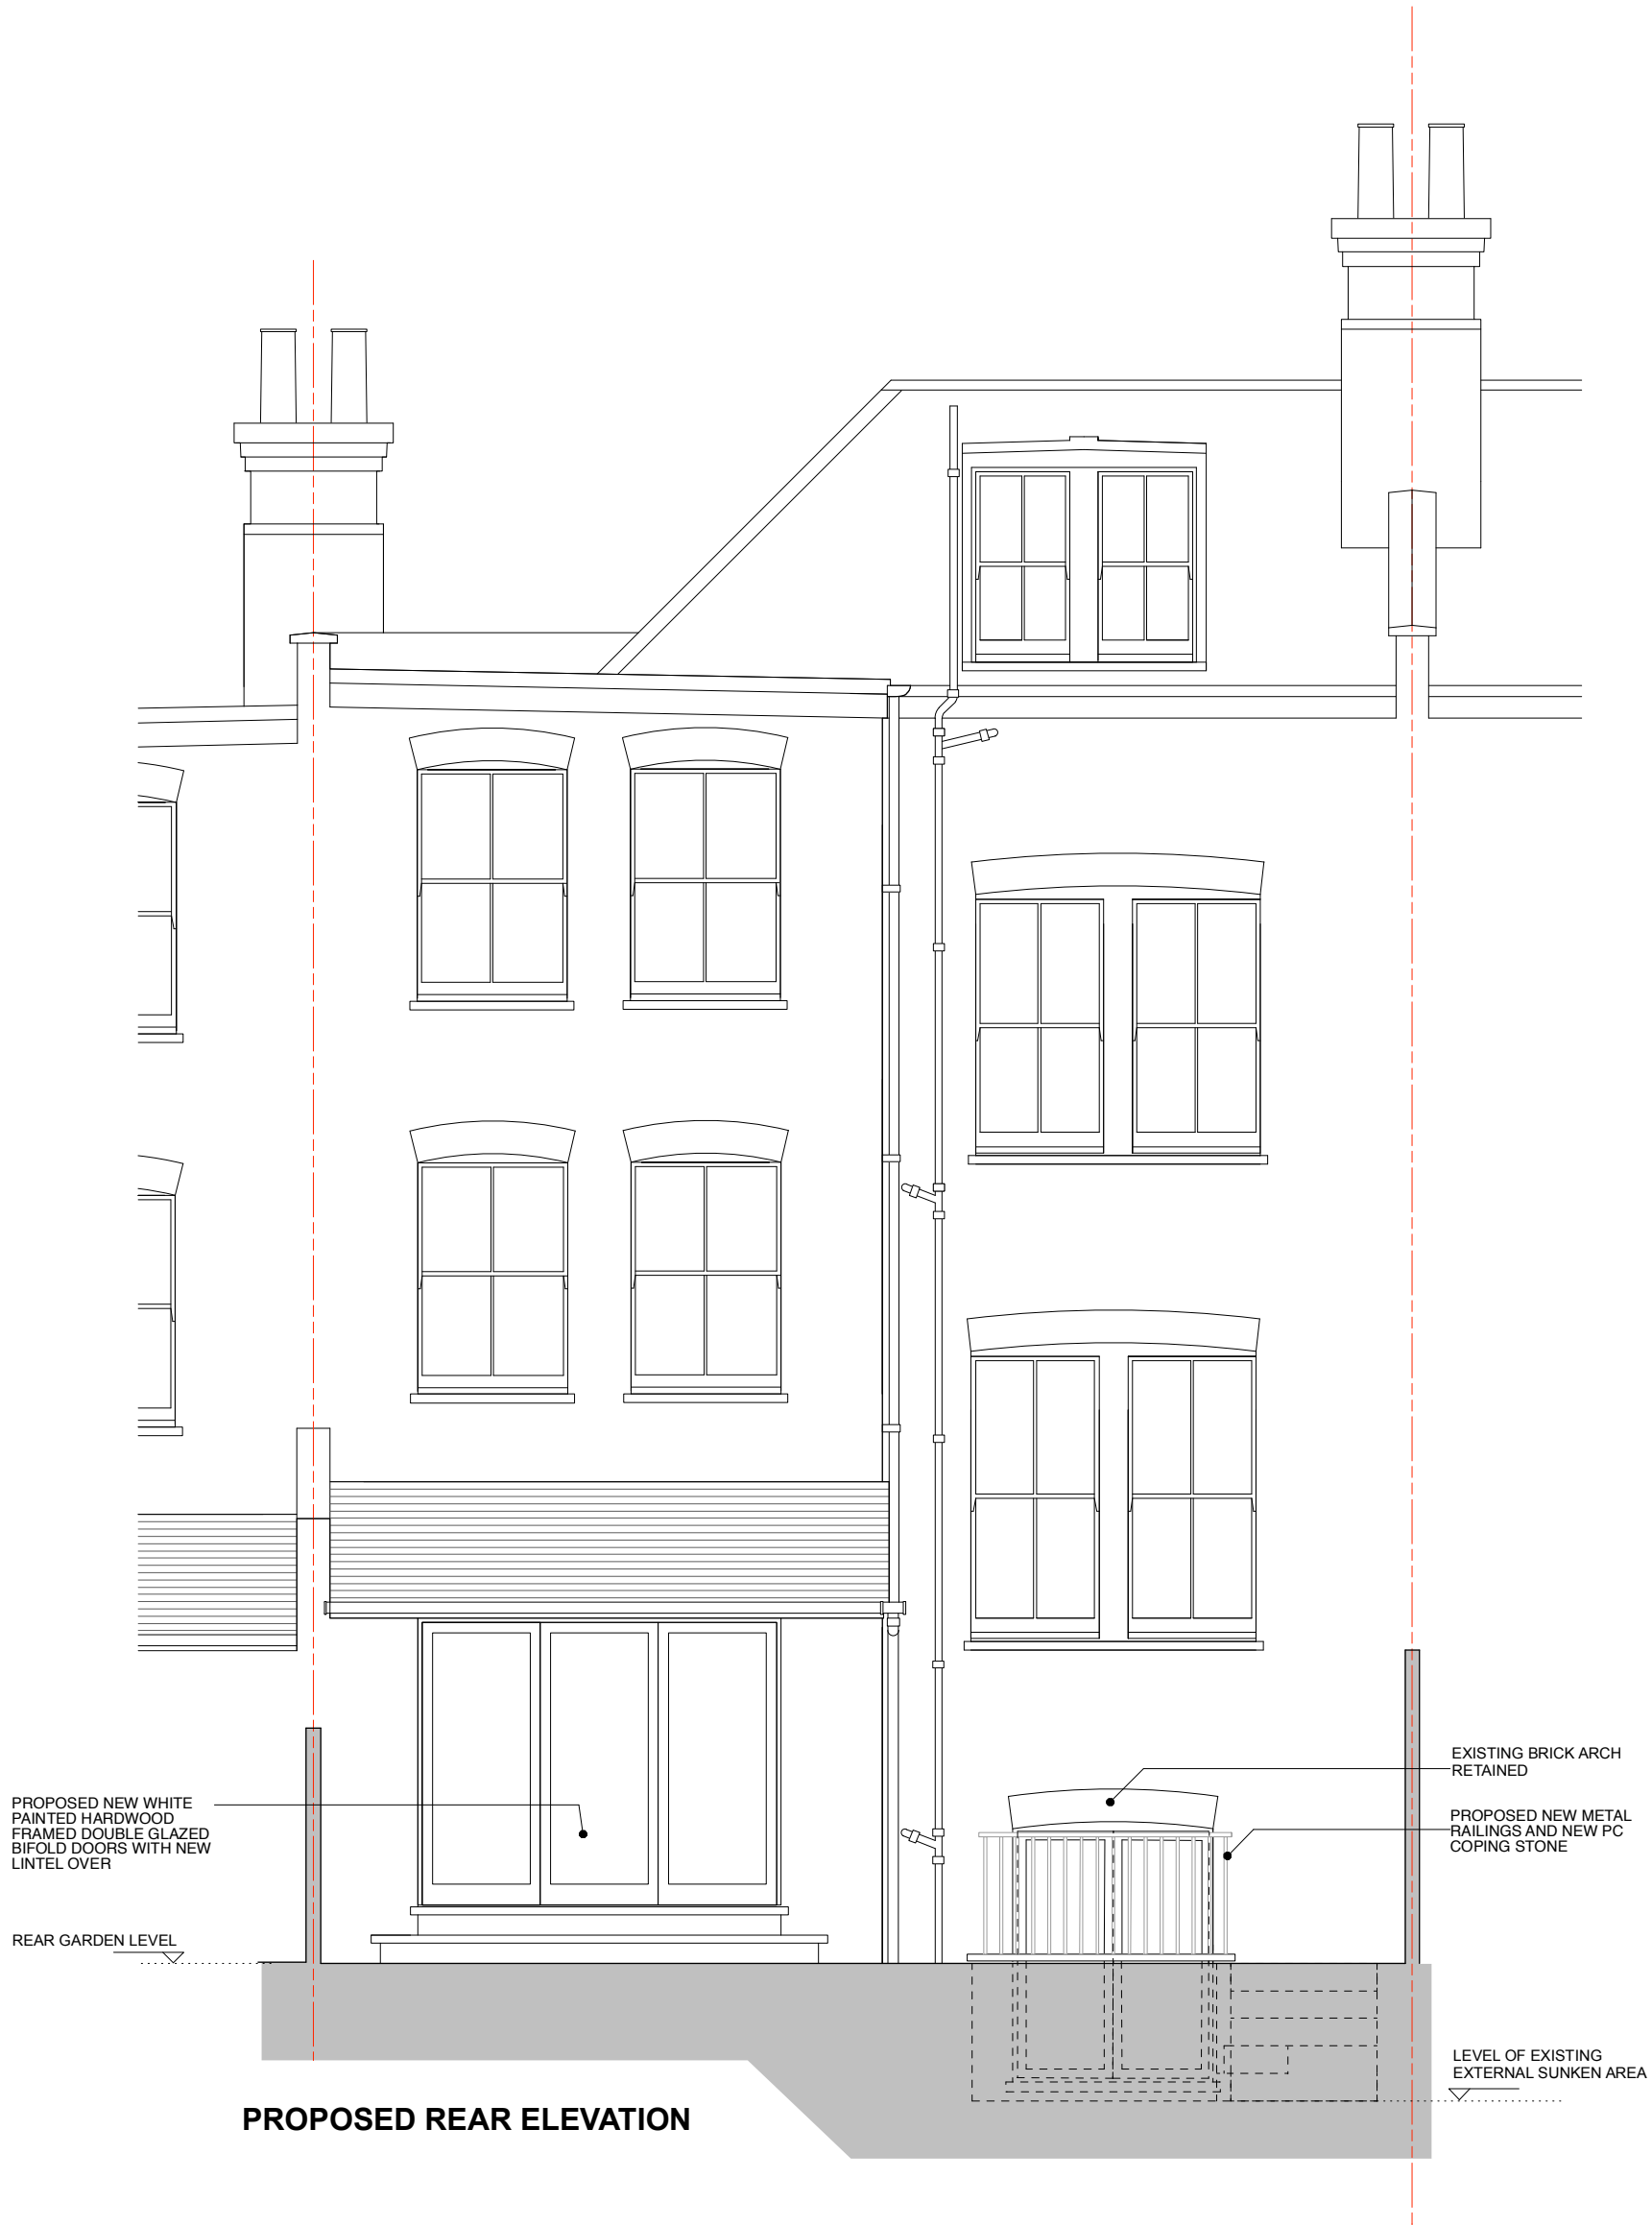 EXISTING BRICK ARCH
RETAINED
PROPOSED NEW WHITE
PAINTED HARDWOOD
FRAMED DOUBLE GLAZED
BIFOLD DOORS WITH NEW
LINTEL OVER
PROPOSED NEW METAL
RAILINGS AND NEW PC
COPING STONE
REAR GARDEN LEVEL
LEVEL OF EXISTING
EXTERNAL SUNKEN AREA
PROPOSED REAR ELEVATION